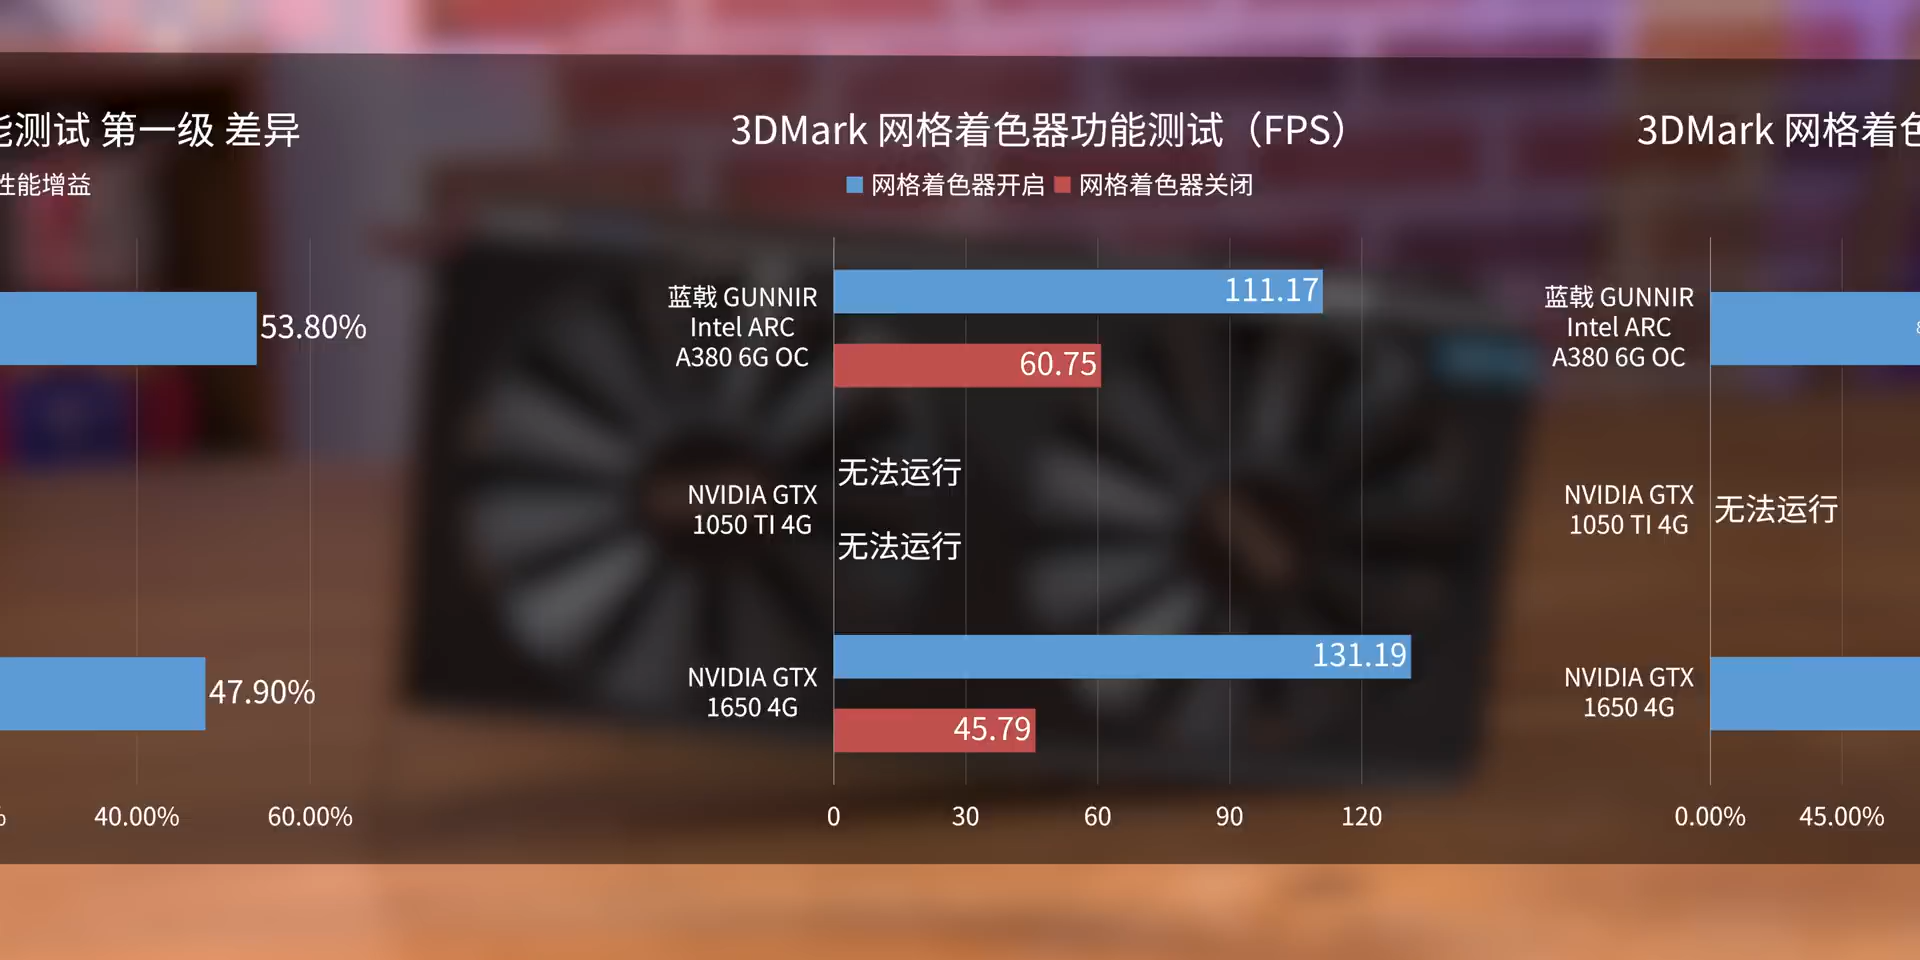 能测试 第一级 差异
性能增益
53.80%
47.90%
40.00%
60.00%
3DMark 网格着色器功能测试（FPS）
网格着色器开启
网格着色器关闭
蓝戟 GUNNIR
Intel ARC
A380 6G OC
111.17
60.75
NVIDIA GTX
1050 TI 4G
无法运行
无法运行
NVIDIA GTX
1650 4G
131.19
45.79
0
30
60
90
120
3DMark 网格着色
蓝戟 GUNNIR
Intel ARC
A380 6G OC
NVIDIA GTX
1050 TI 4G
无法运行
NVIDIA GTX
1650 4G
0.00%
45.00%